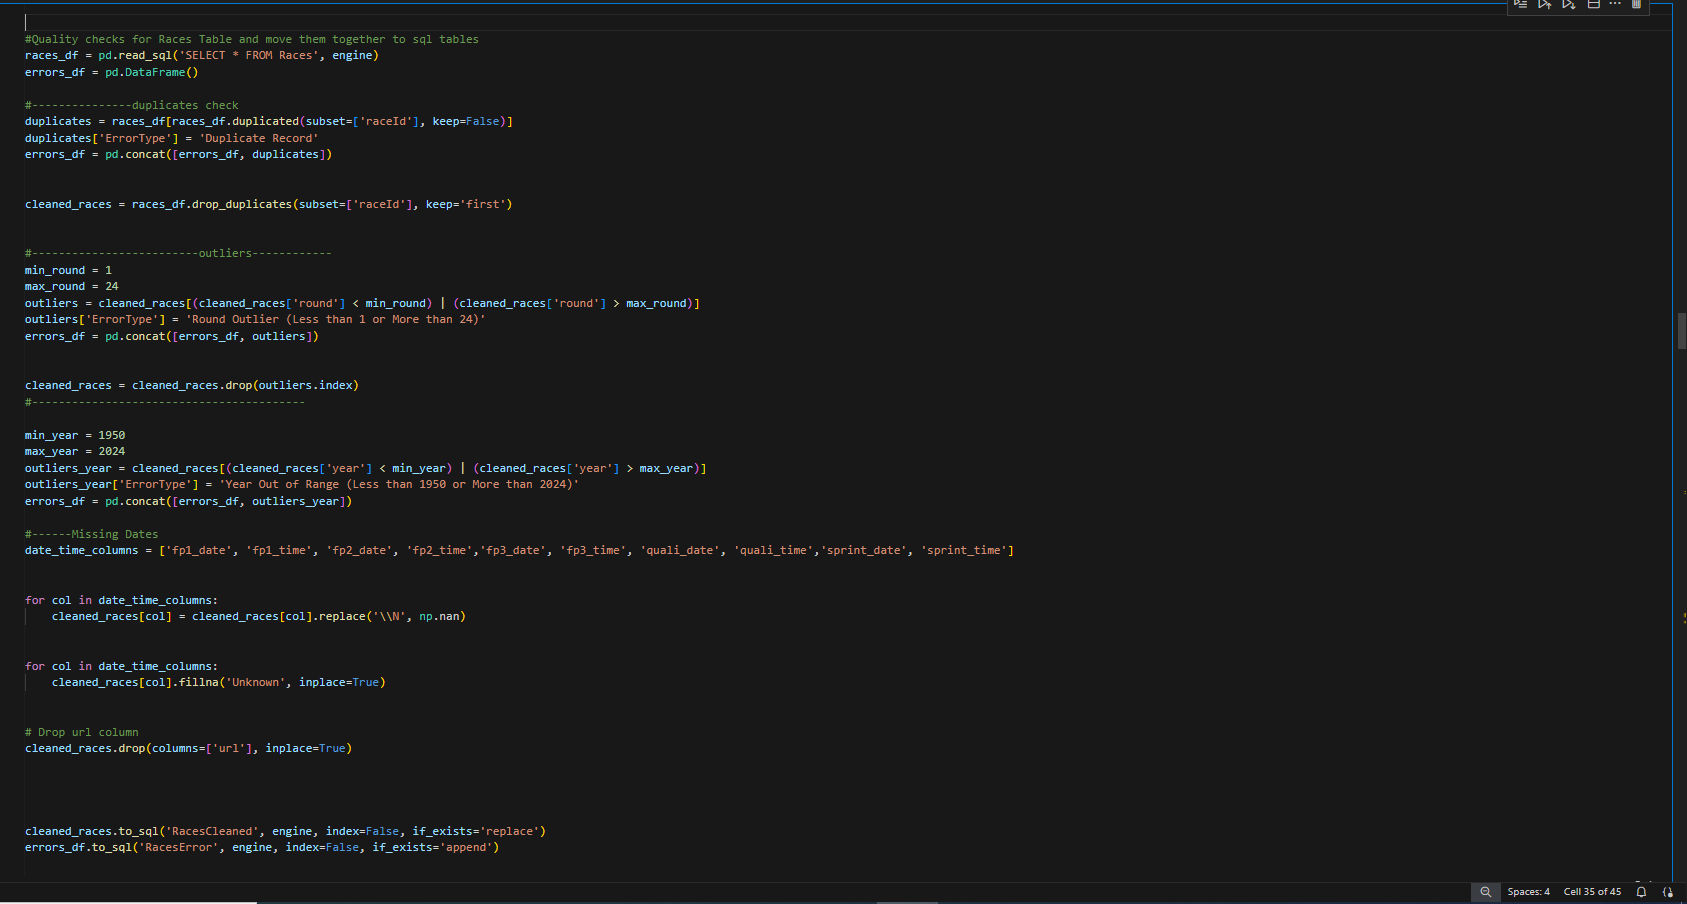 #Quality checks for Races Table and move them together to sql tables
races_df = pd.read_sql('SELECT * FROM Races', engine)
errors_df = pd.DataFrame()
#---------------duplicates check
duplicates = races_df[races_df.duplicated(subset=['raceId'], keep=False)]
duplicates['ErrorType'] = 'Duplicate Record'
errors_df = pd.concat([errors_df, duplicates])
cleaned_races = races_df.drop_duplicates(subset=['raceId'], keep='first')
#-------------------------outliers------------
min_round = 1
max_round = 24
outliers = cleaned_races[(cleaned_races['round'] < min_round) | (cleaned_races['round'] > max_round)]
outliers['ErrorType'] = 'Round Outlier (Less than 1 or More than 24)'
errors_df = pd.concat([errors_df, outliers])
cleaned_races = cleaned_races.drop(outliers.index)
#-----------------------------------------
min_year = 1950
max_year = 2024
outliers_year = cleaned_races[(cleaned_races['year'] < min_year) | (cleaned_races['year'] > max_year)]
outliers_year['ErrorType'] = 'Year Out of Range (Less than 1950 or More than 2024)'
errors_df = pd.concat([errors_df, outliers_year])
#------Missing Dates
date_time_columns = ['fp1_date', 'fp1_time', 'fp2_date', 'fp2_time','fp3_date', 'fp3_time', 'quali_date', 'quali_time','sprint_date', 'sprint_time']
for col in date_time_columns:
    cleaned_races[col] = cleaned_races[col].replace('\\N', np.nan)
for col in date_time_columns:
    cleaned_races[col].fillna('Unknown', inplace=True)
# Drop url column
cleaned_races.drop(columns=['url'], inplace=True)
cleaned_races.to_sql('RacesCleaned', engine, index=False, if_exists='replace')
errors_df.to_sql('RacesError', engine, index=False, if_exists='append')
Spaces: 4 Cell 35 of 45